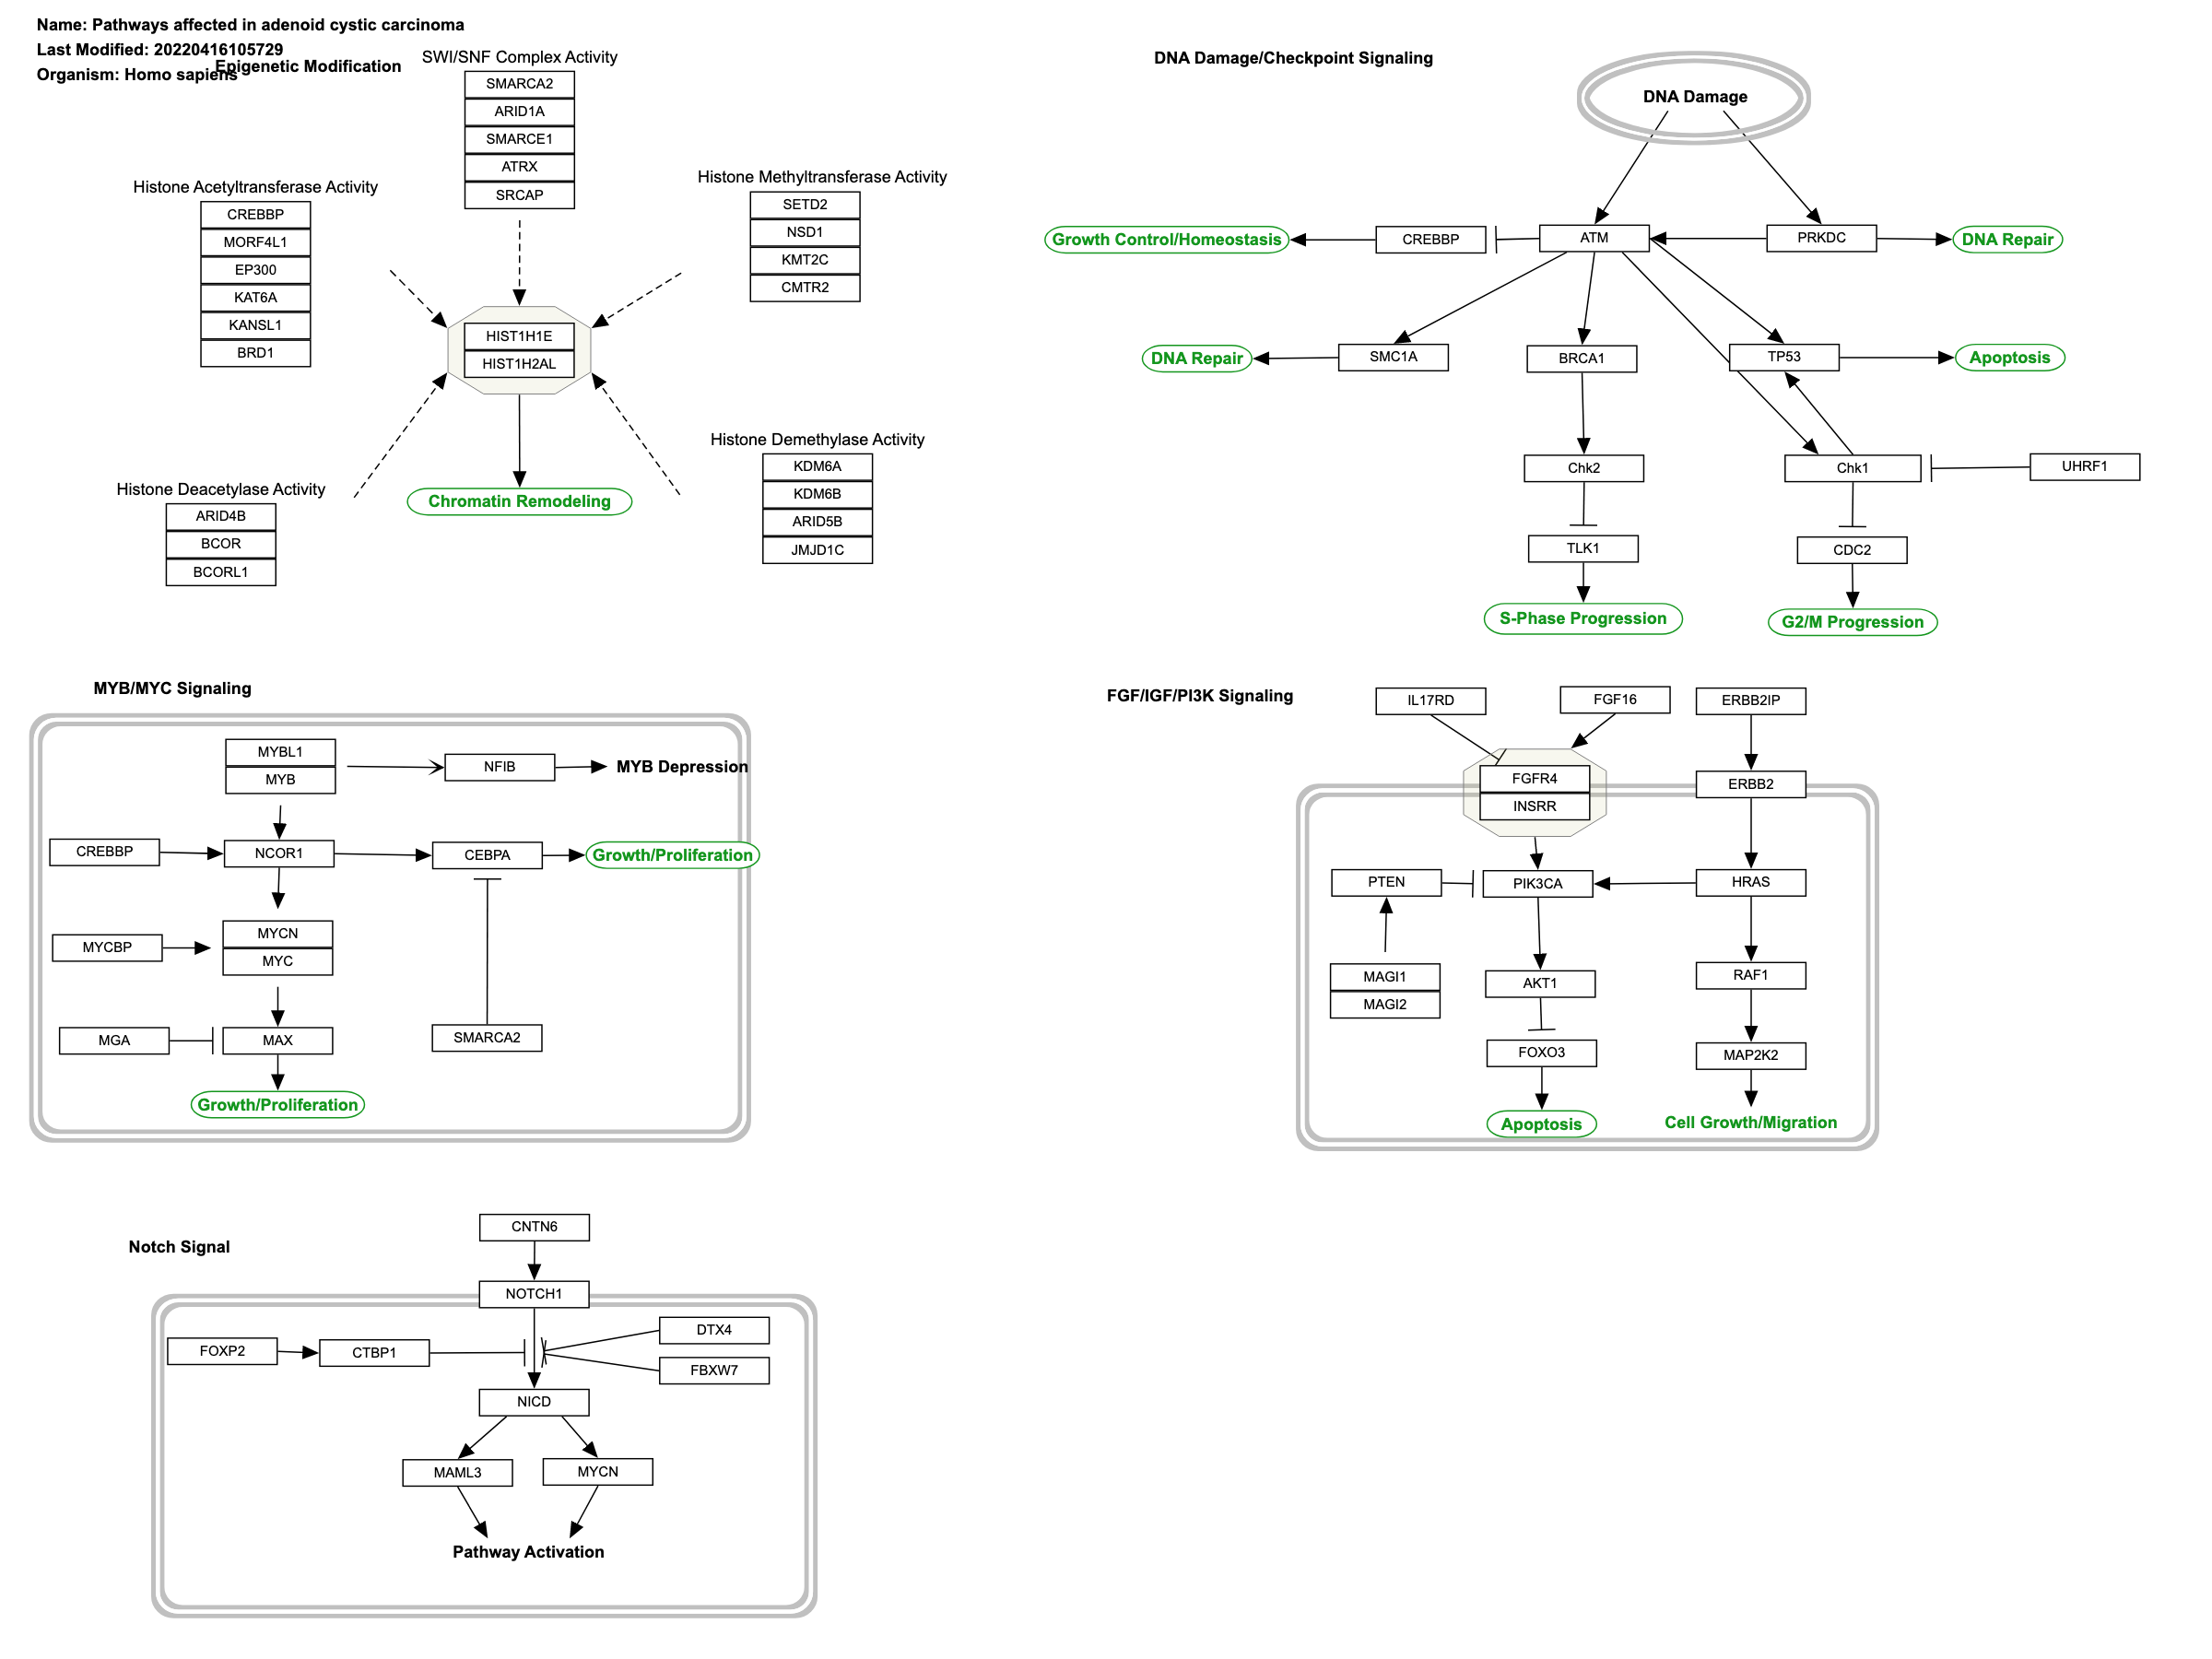 Name: Pathways affected in adenoid cystic carcinoma
Last Modified: 20220416105729
Organism: Homo sapiens
Epigenetic Modification
SWI/SNF Complex Activity
SMARCA2
ARID1A
SMARCE1
ATRX
SRCAP
Histone Acetyltransferase Activity
CREBBP
MORF4L1
EP300
KAT6A
KANSL1
BRD1
Histone Methyltransferase Activity
SETD2
NSD1
KMT2C
CMTR2
HIST1H1E
HIST1H2AL
Histone Deacetylase Activity
ARID4B
BCOR
BCORL1
Chromatin Remodeling
Histone Demethylase Activity
KDM6A
KDM6B
ARID5B
JMJD1C
DNA Damage/Checkpoint Signaling
DNA Damage
Growth Control/Homeostasis
CREBBP
ATM
PRKDC
DNA Repair
DNA Repair
SMC1A
BRCA1
TP53
Apoptosis
Chk2
Chk1
UHRF1
TLK1
CDC2
S-Phase Progression
G2/M Progression
MYB/MYC Signaling
MYBL1
MYB
NFIB
MYB Depression
CREBBP
NCOR1
CEBPA
Growth/Proliferation
MYCBP
MYCN
MYC
MGA
MAX
SMARCA2
Growth/Proliferation
FGF/IGF/PI3K Signaling
IL17RD
FGF16
ERBB2IP
FGFR4
INSRR
ERBB2
PTEN
PIK3CA
HRAS
MAGI1
MAGI2
AKT1
RAF1
FOXO3
MAP2K2
Apoptosis
Cell Growth/Migration
Notch Signal
CNTN6
NOTCH1
FOXP2
CTBP1
DTX4
FBXW7
NICD
MAML3
MYCN
Pathway Activation